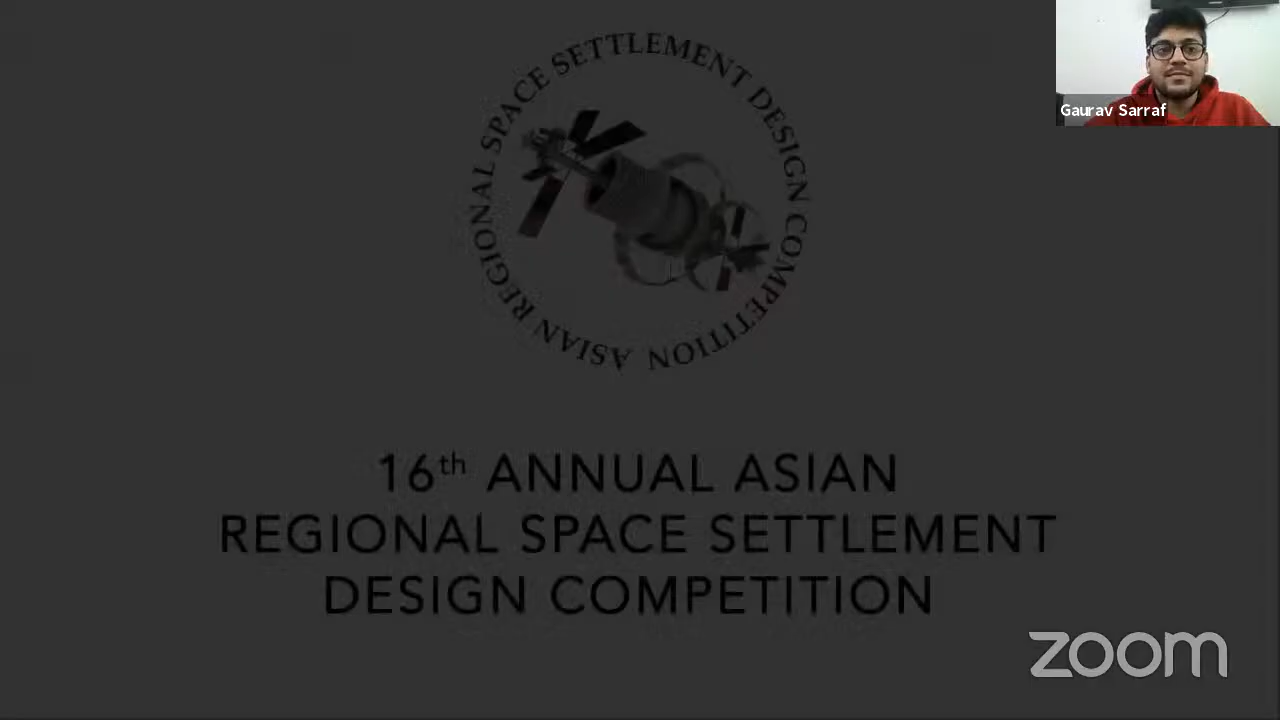 ASIAN REGIONAL SPACE SETTLEMENT DESIGN COMPETITION
Gaurav Sarraf
16th ANNUAL ASIAN
REGIONAL SPACE SETTLEMENT
DESIGN COMPETITION
zoom